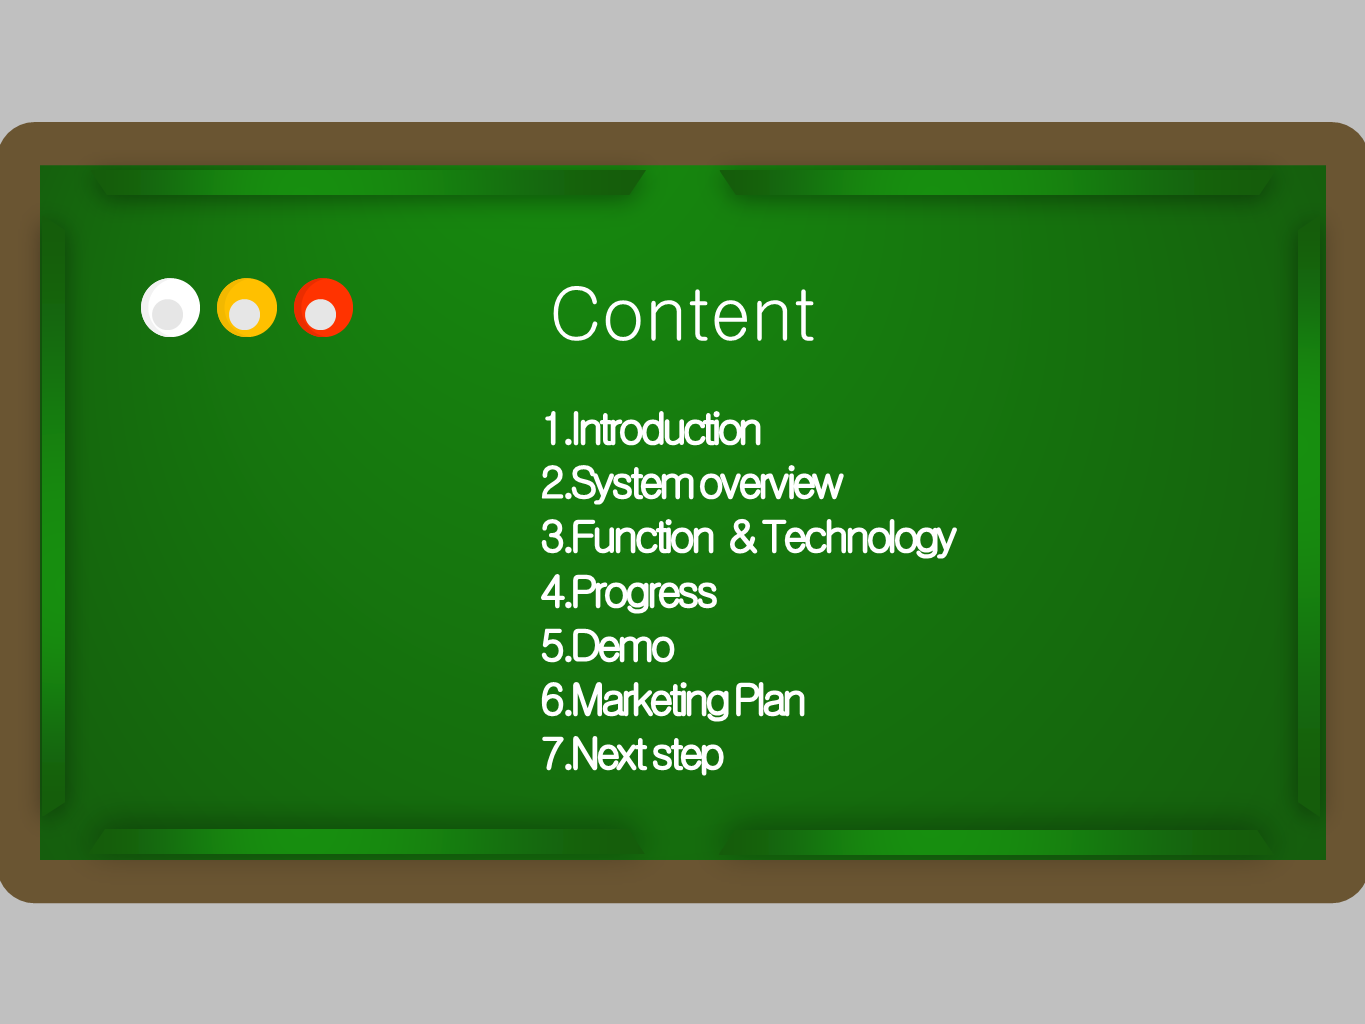 Content
1.Introduction
2.System overview
3.Function & Technology
4.Progress
5.Demo
6.Marketing Plan
7.Next step